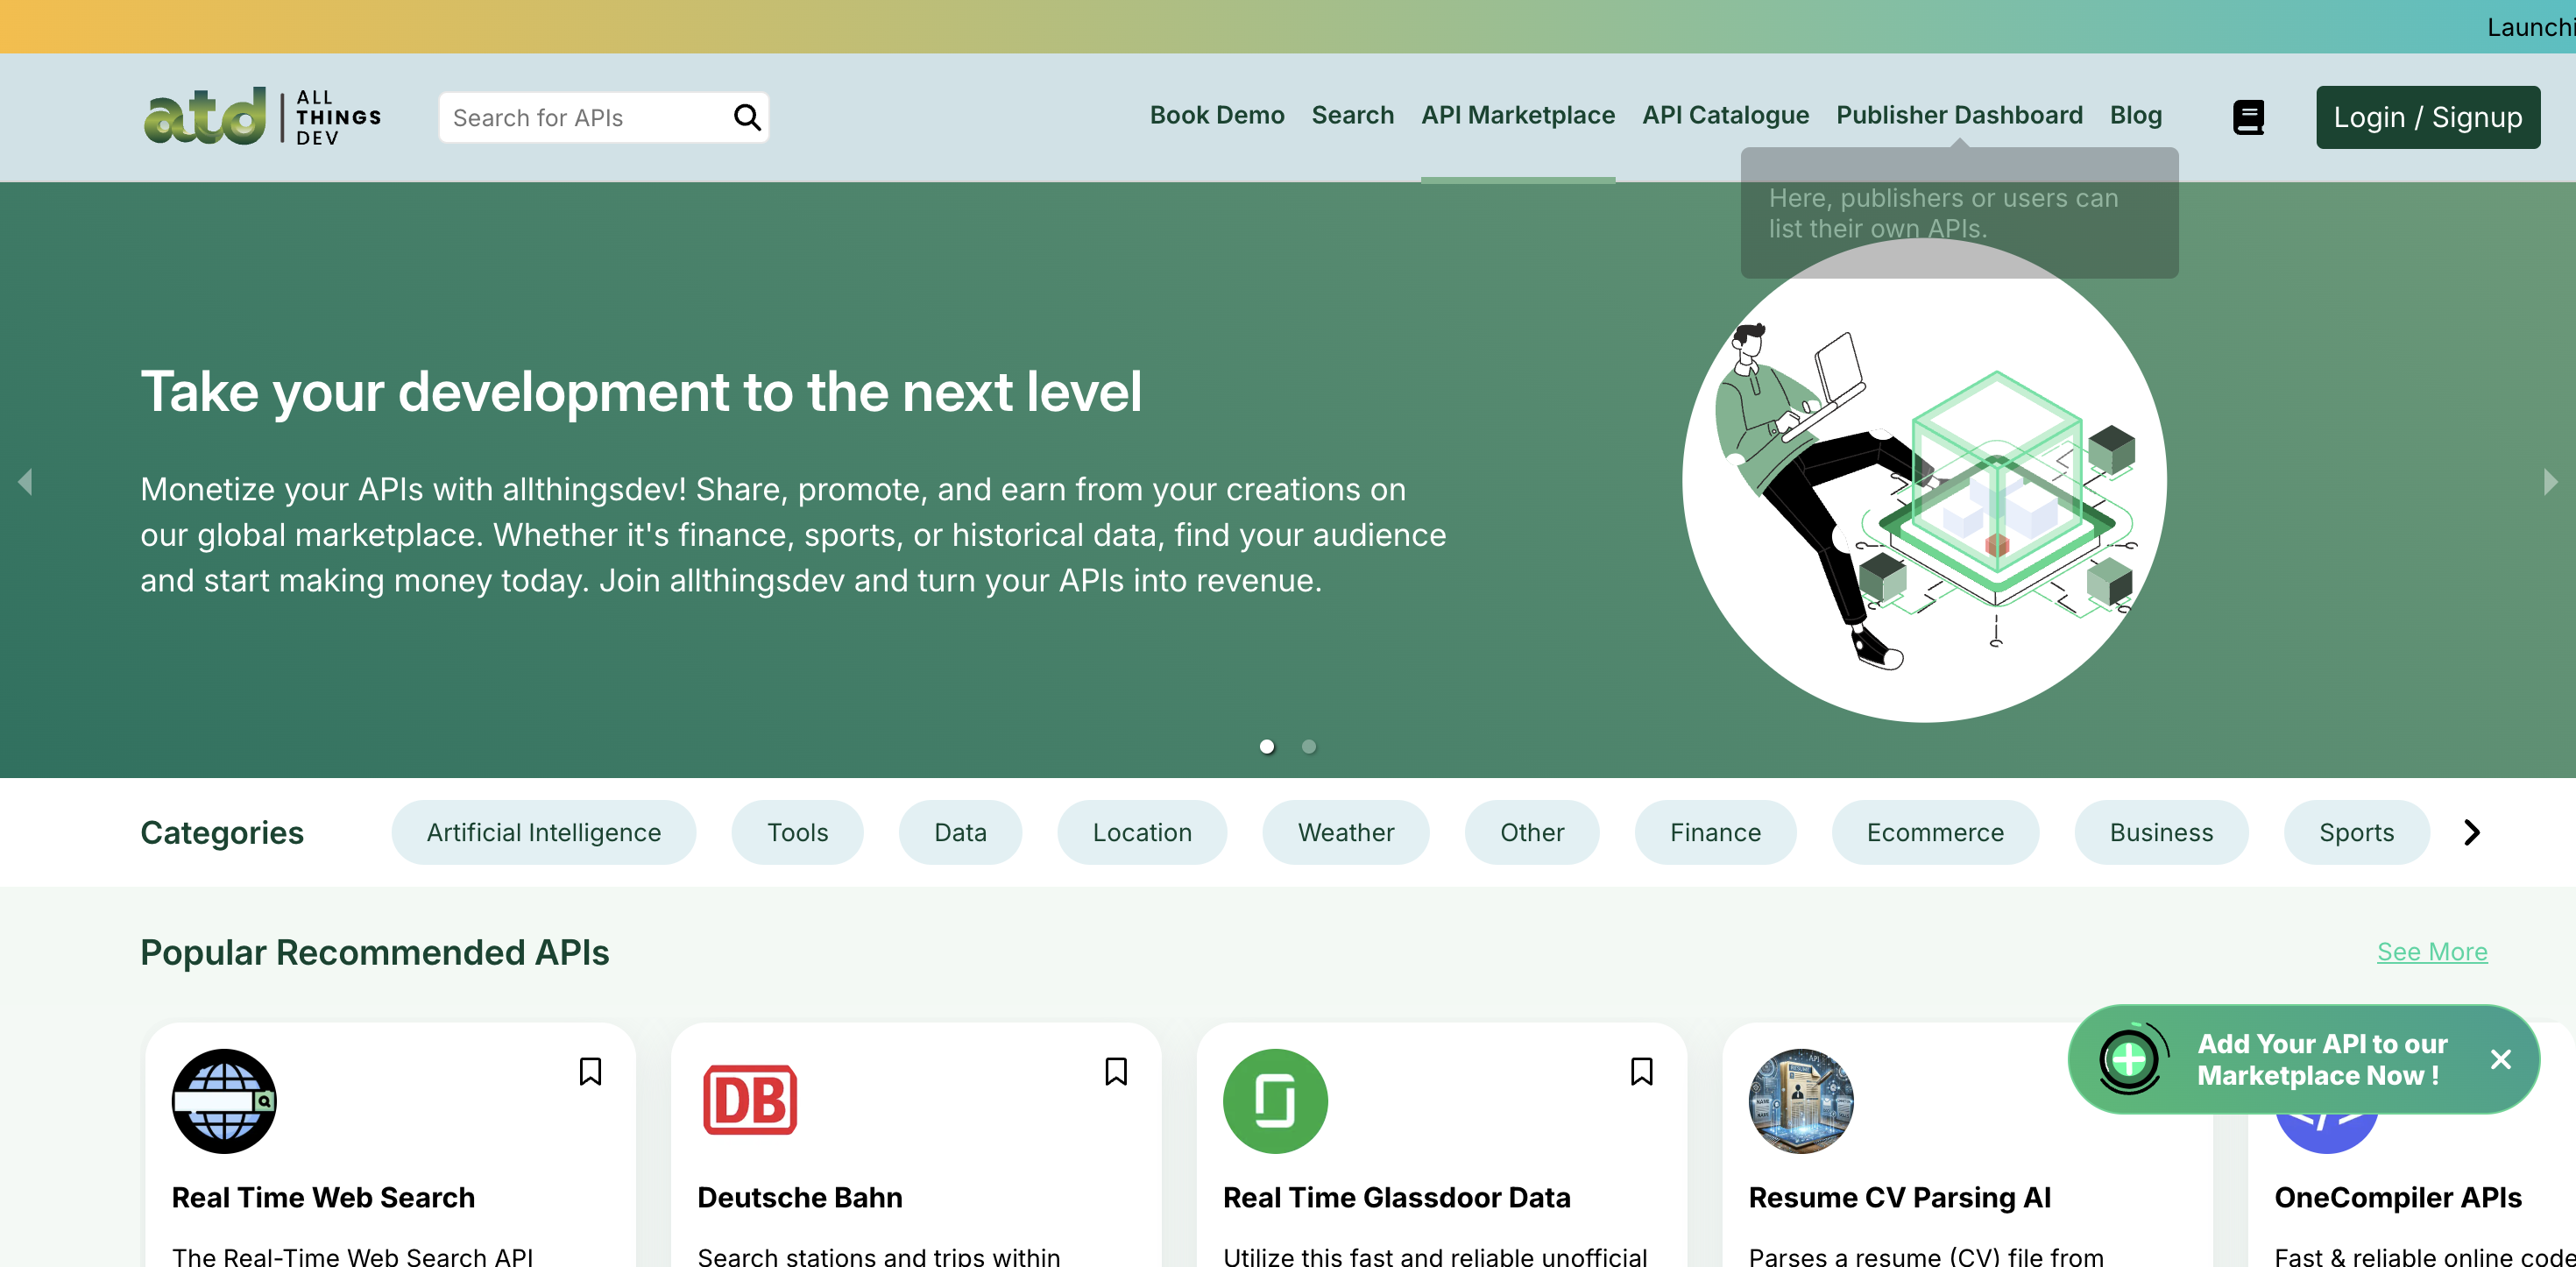 atd
ALL
THINGS
DEV
Search for APIs
Book Demo
Search
API Marketplace
API Catalogue
Publisher Dashboard
Blog
Login / Signup
Here, publishers or users can
list their own APIs.
Take your development to the next level
Monetize your APIs with allthingsdev! Share, promote, and earn from your creations on
our global marketplace. Whether it's finance, sports, or historical data, find your audience
and start making money today. Join allthingsdev and turn your APIs into revenue.
Categories
Artificial Intelligence
Tools
Data
Location
Weather
Other
Finance
Ecommerce
Business
Sports
Popular Recommended APIs
See More
Add Your API to our
Marketplace Now !
DB
Real Time Web Search
The Real-Time Web Search API
Deutsche Bahn
Search stations and trips within
Real Time Glassdoor Data
Utilize this fast and reliable unofficial
Resume CV Parsing AI
Parses a resume (CV) file from
OneCompiler APIs
Fast & reliable online code